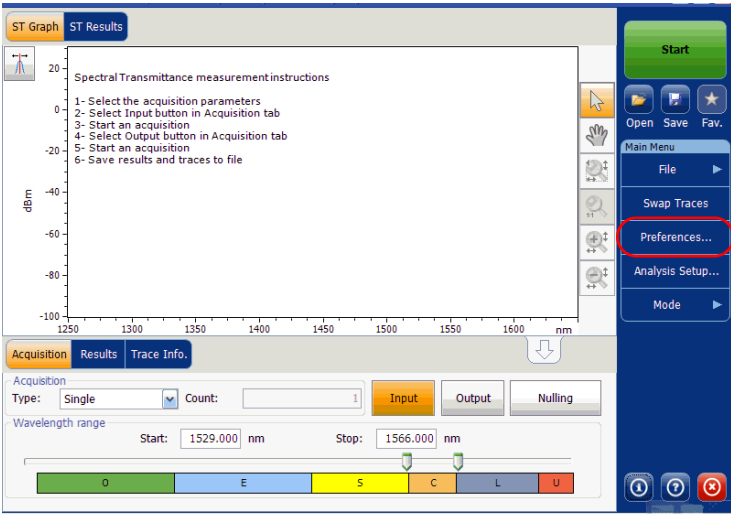 ST Graph ST Results
Start
Spectral Transmittance measurement instructions
1- Select the acquisition parameters
2- Select Input button in Acquisition tab
3- Start an acquisition
4- Select Output button in Acquisition tab
5- Start an acquisition
6- Save results and traces to file
20
0
-20
-40
-60
-80
-100
dBm
1250 1300 1350 1400 1450 1500 1550 1600 nm
1:1
Open Save Fav.
Main Menu
File
Swap Traces
Preferences...
Analysis Setup...
Mode
Acquisition Results Trace Info.
Acquisition
Type: Single Count: 1 Input Output Nulling
Wavelength range
Start: 1529.000 nm Stop: 1566.000 nm
O E S C L U